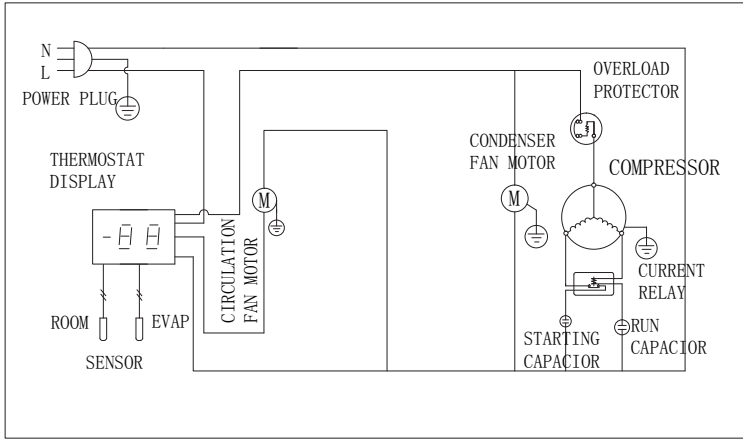 N
L
POWER PLUG
OVERLOAD
PROTECTOR
CONDENSER
FAN MOTOR
COMPRESSOR
THERMOSTAT
DISPLAY
M
M
-88
CIRCULATION
FAN MOTOR
CURRENT
RELAY
ROOM
EVAP
SENSOR
STARTING
CAPACIOR
RUN
CAPACIOR